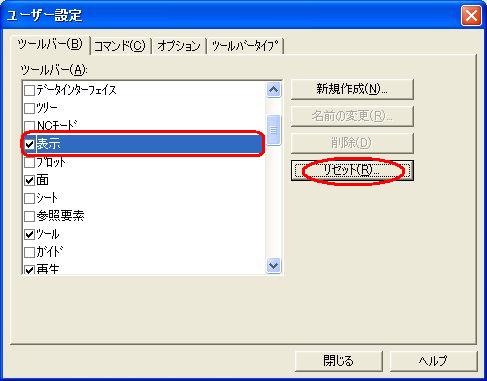 ユーザー設定
ツールバー(B)
コマンド(C)
オプション
ツールバータイプ
ツールバー(A):
データインターフェイス
ツリー
NCモード
表示
プロット
面
シート
参照要素
ツール
ガイド
再生
新規作成(N)...
名前の変更(R)...
削除(D)
リセット(R)...
閉じる
ヘルプ